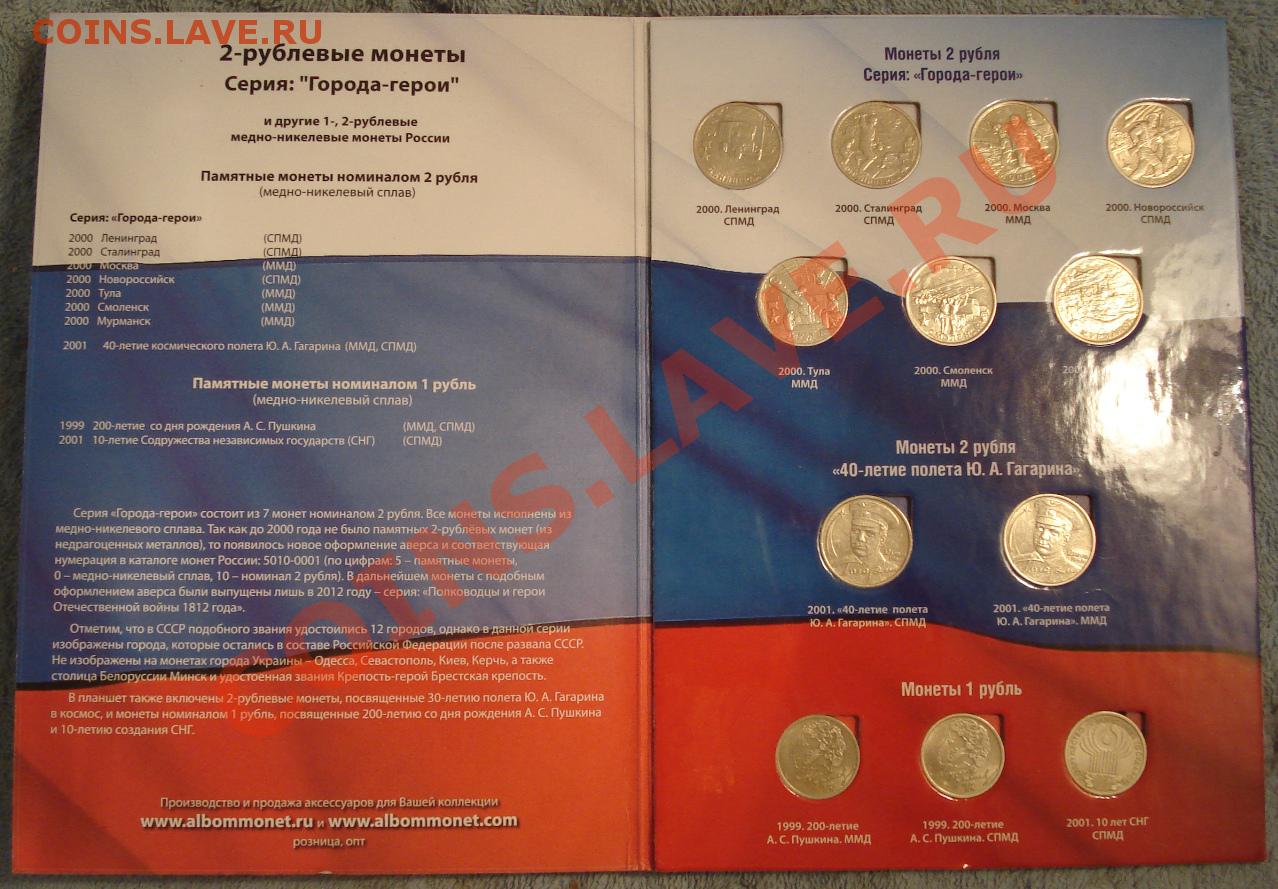 COINS.LAVE.RU
2-рублевые монеты
Серия: "Города-герои"
и другие 1-, 2-рублевые
медно-никелевые монеты России
Памятные монеты номиналом 2 рубля
(медно-никелевый сплав)
Серия: «Города-герои»
2000 Ленинград (СПМД)
2000 Сталинград (СПМД)
2000 Москва (ММД)
2000 Новороссийск (СПМД)
2000 Тула (ММД)
2000 Смоленск (ММД)
2000 Мурманск (ММД)
2001 40-летие космического полета Ю. А. Гагарина (ММД, СПМД)
Памятные монеты номиналом 1 рубль
(медно-никелевый сплав)
1999 200-летие со дня рождения А. С. Пушкина (ММД, СПМД)
2001 10-летие Содружества независимых государств (СНГ) (СПМД)
Серия «Города-герои» состоит из 7 монет номиналом 2 рубля. Все монеты исполнены из
медно-никелевого сплава. Так как до 2000 года не было памятных 2-рублёвых монет (из
недрагоценных металлов), то появилось новое оформление аверса и соответствующая
нумерация в каталоге монет России: 5010-0001 (по цифрам: 5 – памятные монеты,
0 – медно-никелевый сплав, 10 – номинал 2 рубля). В дальнейшем монеты с подобным
оформлением аверса были выпущены лишь в 2012 году – серия: «Полководцы и герои
Отечественной войны 1812 года».
Отметим, что в СССР подобного звания удостоились 12 городов, однако в данной серии
изображены города, которые остались в составе Российской Федерации после развала СССР.
Не изображены на монетах города Украины – Одесса, Севастополь, Киев, Керчь, а также
столица Белоруссии Минск и удостоенная звания Крепость-герой Брестская крепость.
В планшет также включены 2-рублевые монеты, посвященные 30-летию полета Ю. А. Гагарина
в космос, и монеты номиналом 1 рубль, посвященные 200-летию со дня рождения А. С. Пушкина
и 10-летию создания СНГ.
Производство и продажа аксессуаров для Вашей коллекции
www.albommonet.ru и www.albommonet.com
розница, опт
Монеты 2 рубля
Серия: «Города-герои»
2000. Ленинград
СПМД
2000. Сталинград
СПМД
2000. Москва
ММД
2000. Новороссийск
СПМД
2000. Тула
ММД
2000. Смоленск
ММД
Монеты 2 рубля
«40-летие полета Ю. А. Гагарина»
2001. «40-летие полета
Ю. А. Гагарина». СПМД
2001. «40-летие полета
Ю. А. Гагарина». ММД
Монеты 1 рубль
1999. 200-летие
А. С. Пушкина. ММД
1999. 200-летие
А. С. Пушкина. СПМД
2001. 10 лет СНГ
СПМД
COINS.LAVE.RU